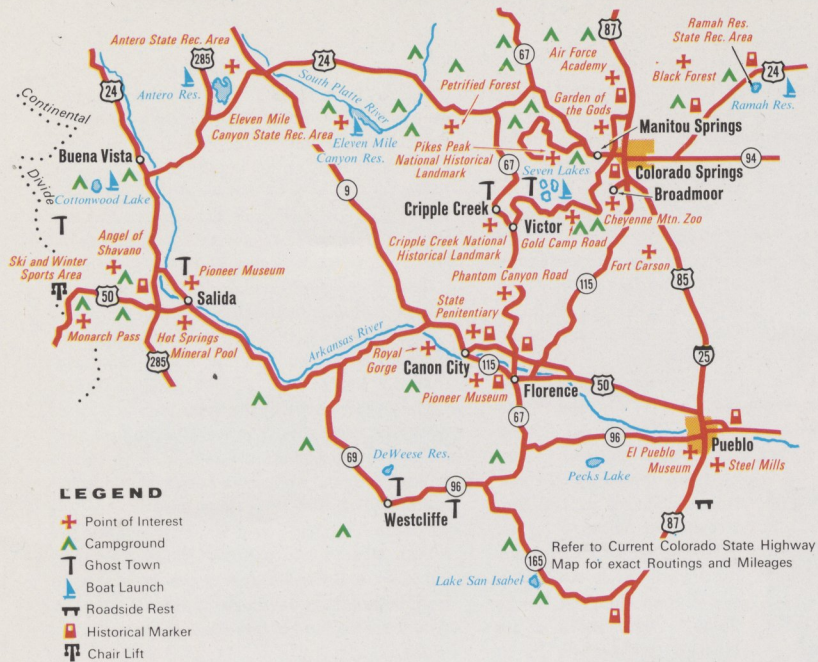 Antero State Rec. Area
285
24
Antero Res.
Continental
Divide
24
South Platte
River
Eleven Mile
Canyon State Rec. Area
Eleven Mile
Canyon Res.
Petrified Forest
67
87
Air Force
Academy
Ramah Res.
State Rec. Area
Black Forest
24
Ramah Res.
Garden of
the Gods
Manitou Springs
94
Colorado Springs
Broadmoor
Pikes Peak
National Historical
Landmark
67
Seven Lakes
Cheyenne Mtn. Zoo
Buena Vista
Cottonwood Lake
9
Cripple Creek
Victor
Gold Camp Road
Cripple Creek National
Historical Landmark
Fort Carson
85
Angel of
Shavano
Ski and Winter
Sports Area
50
Pioneer Museum
Salida
Monarch Pass
Hot Springs
Mineral Pool
285
Phantom Canyon Road
115
State
Penitentiary
Arkansas River
Royal
Gorge
Canon City
115
Pioneer Museum
Florence
50
25
67
96
Pueblo
El Pueblo
Museum
Steel Mills
Pecks Lake
69
DeWeese Res.
96
Westcliffe
87
165
Lake San Isabel
Refer to Current Colorado State Highway
Map for exact Routings and Mileages
LEGEND
Point of Interest
Campground
Ghost Town
Boat Launch
Roadside Rest
Historical Marker
Chair Lift